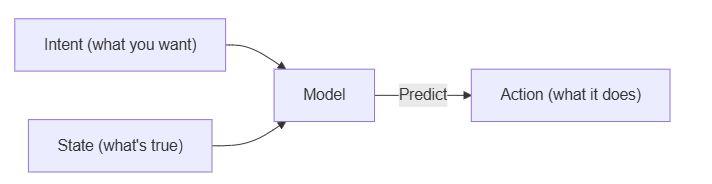 Intent (what you want)
State (what's true)
Model
Predict
Action (what it does)